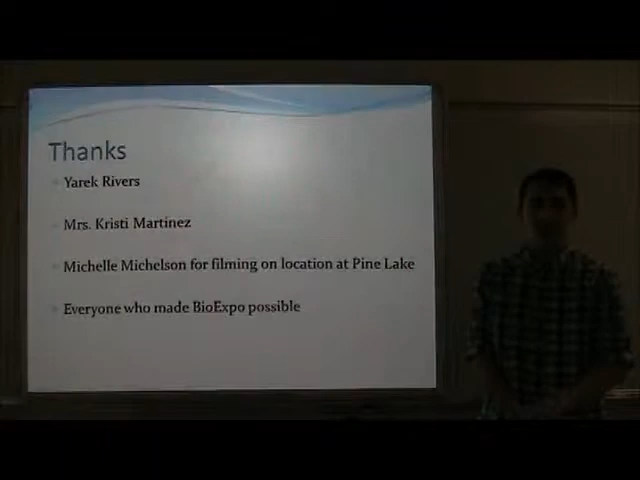 Thanks
Yarek Rivers
Mrs. Kristi Martinez
Michelle Michelson for filming on location at Pine Lake
Everyone who made BioExpo possible